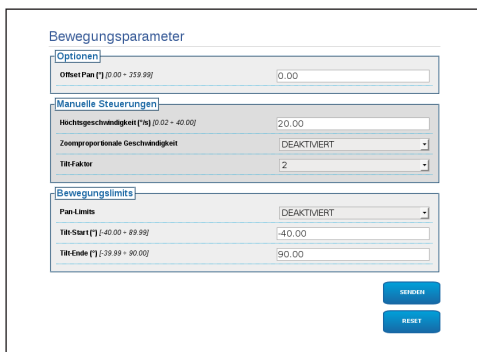 Bewegungsparameter
Optionen
Offset Pan (°) [0.00 ÷ 359.99] 0.00
Manuelle Steuerungen
Höchtsgeschwindigkeit (°/s) [0.02 ÷ 40.00] 20.00
Zoomproportionale Geschwindigkeit DEAKTIVIERT
Tilt-Faktor 2
Bewegungslimits
Pan-Limits DEAKTIVIERT
Tilt-Start (°) [-40.00 ÷ 89.99] -40.00
Tilt-Ende (°) [-39.99 ÷ 90.00] 90.00
SENDEN
RESET